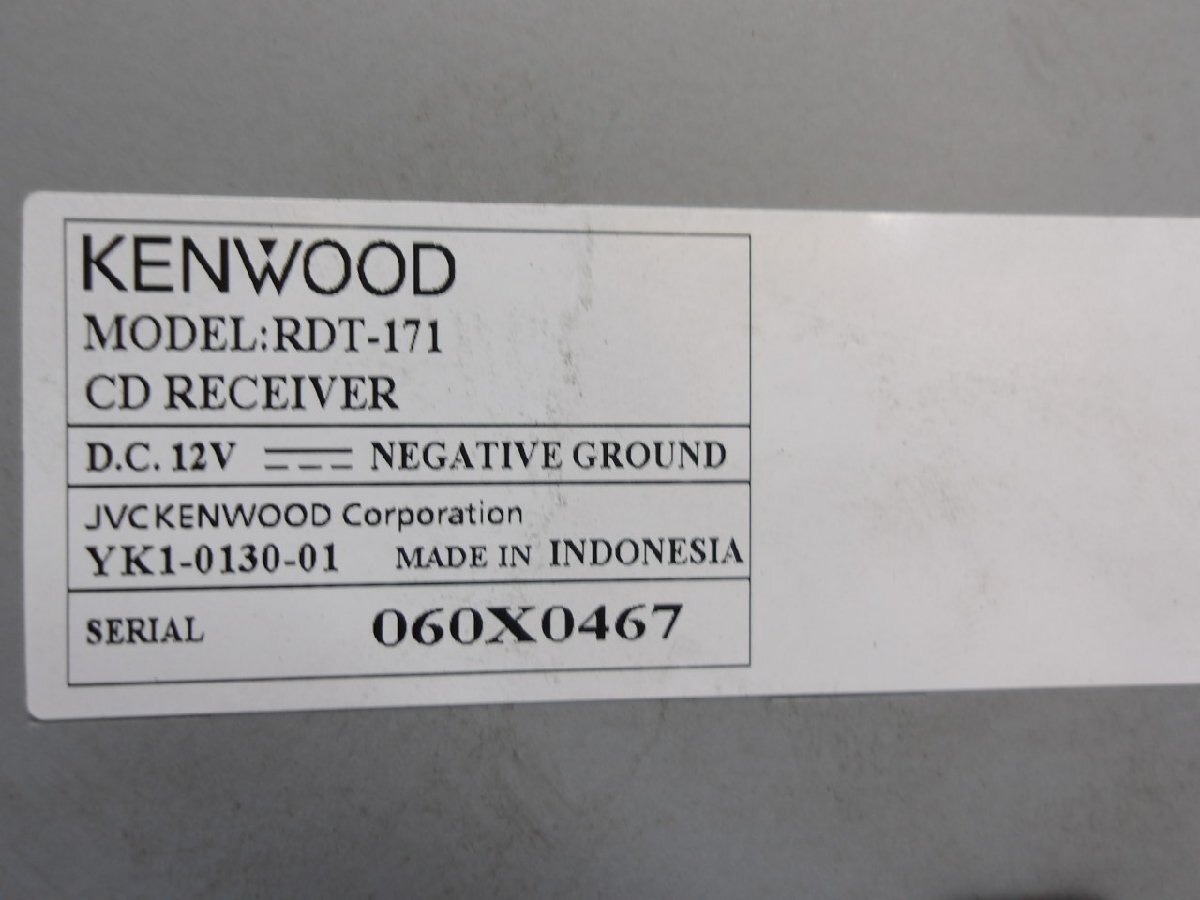 KENWOOD
MODEL:RDT-171
CD RECEIVER
D.C. 12V NEGATIVE GROUND
JVCKENWOOD Corporation
YK1-0130-01 MADE IN INDONESIA
SERIAL 060X0467